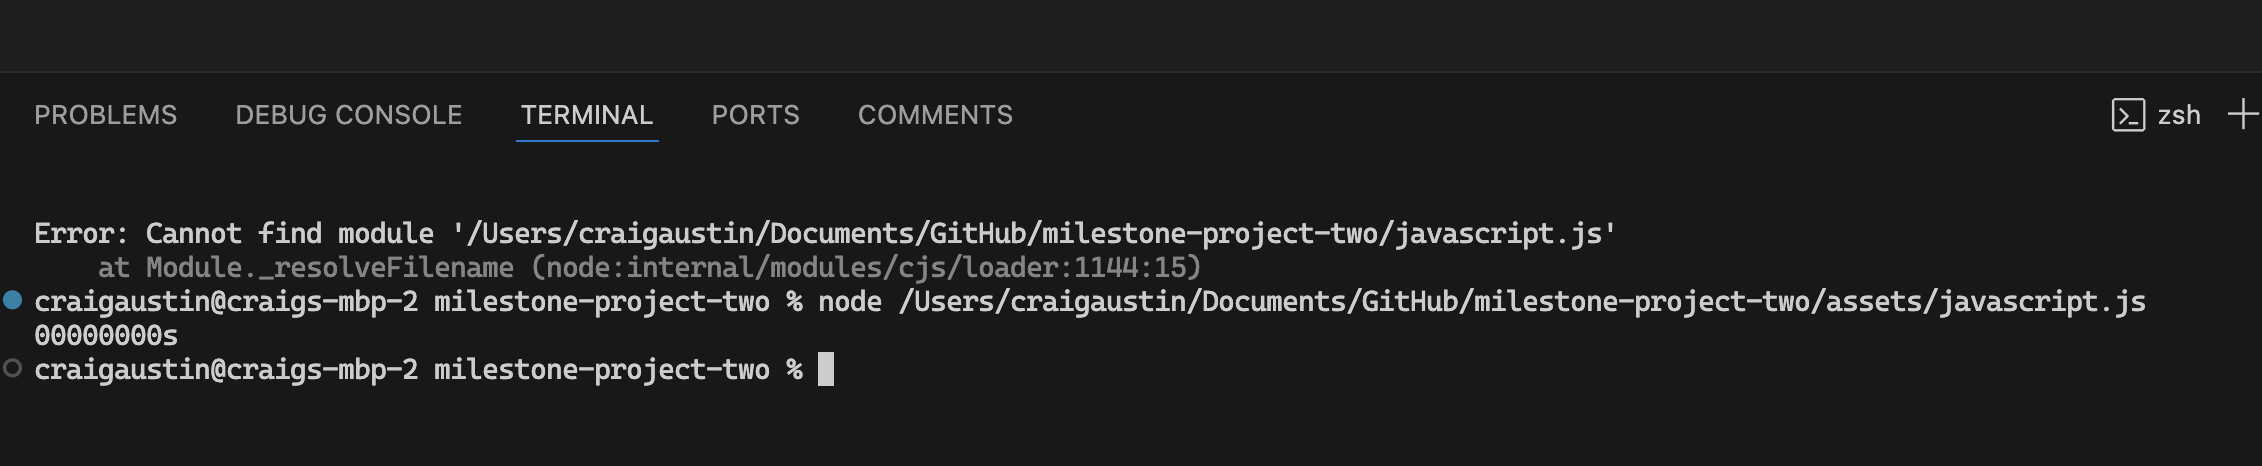 PROBLEMS DEBUG CONSOLE TERMINAL PORTS COMMENTS zsh
Error: Cannot find module '/Users/craigaustin/Documents/GitHub/milestone-project-two/javascript.js'
at Module._resolveFilename (node:internal/modules/cjs/loader:1144:15)
craigaustin@craigs-mbp-2 milestone-project-two % node /Users/craigaustin/Documents/GitHub/milestone-project-two/assets/javascript.js
00000000s
craigaustin@craigs-mbp-2 milestone-project-two %